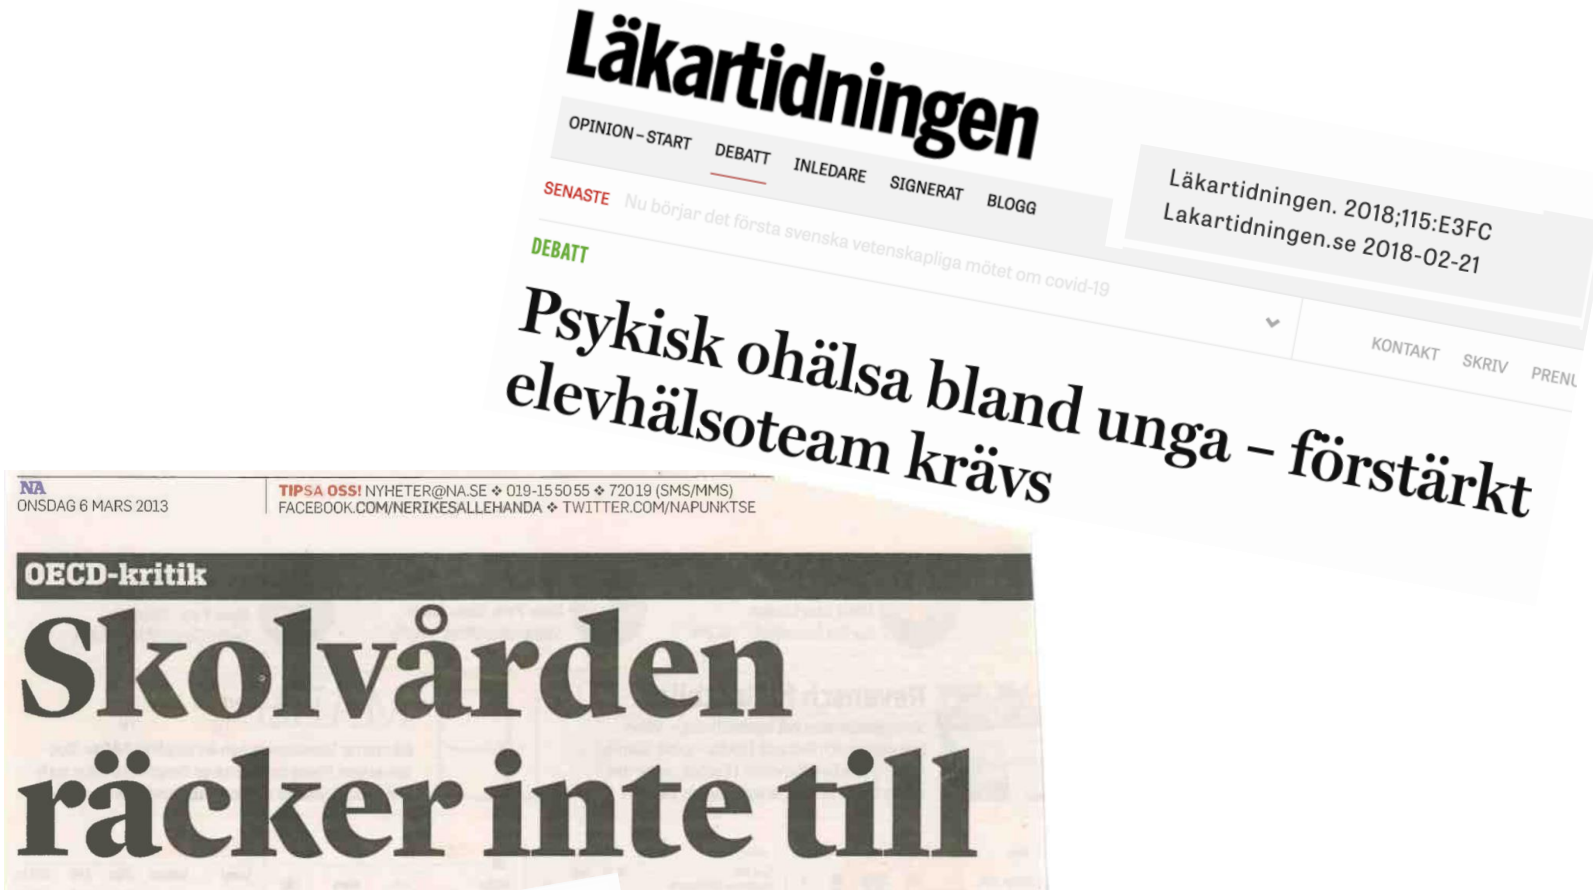 Läkartidningen
OPINION – START DEBATT INLEDARE SIGNERAT BLOGG
Läkartidningen. 2018;115:E3FC
Lakartidningen.se 2018-02-21
SENASTE Nu börjar det första svenska vetenskapliga mötet om covid-19
KONTAKT SKRIV PRENU
DEBATT
Psykisk ohälsa bland unga – förstärkt
elevhälsoteam krävs
NA
ONSDAG 6 MARS 2013
TIPSA OSS! NYHETER@NA.SE ❖ 019-15 50 55 ❖ 720 19 (SMS/MMS)
FACEBOOK.COM/NERIKESALLEHANDA ❖ TWITTER.COM/NAPUNKTSE
OECD-kritik
Skolvården
räcker inte till